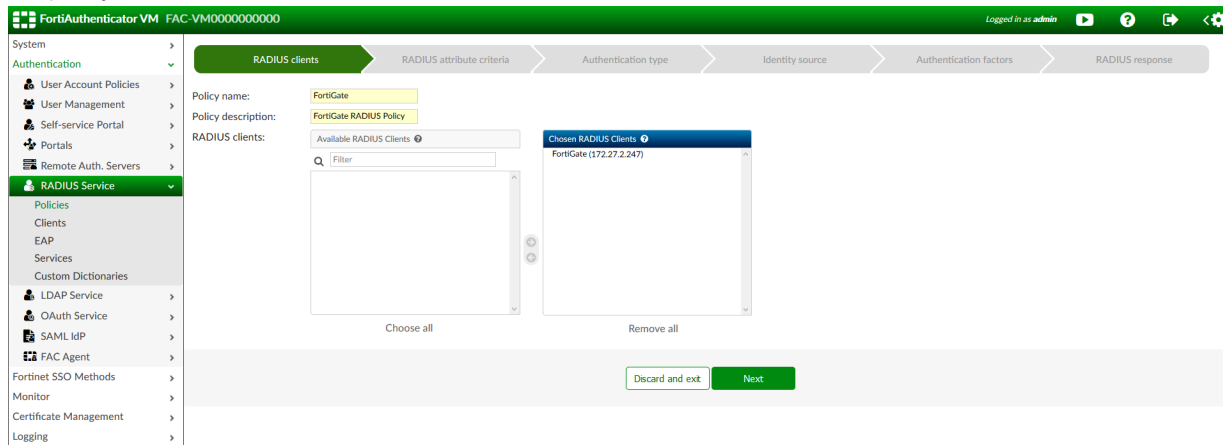 FortiAuthenticator VM FAC-VM0000000000
Logged in as admin
System
Authentication
User Account Policies
User Management
Self-service Portal
Portals
Remote Auth. Servers
RADIUS Service
Policies
Clients
EAP
Services
Custom Dictionaries
LDAP Service
OAuth Service
SAML IdP
FAC Agent
Fortinet SSO Methods
Monitor
Certificate Management
Logging
RADIUS clients
RADIUS attribute criteria
Authentication type
Identity source
Authentication factors
RADIUS response
Policy name: FortiGate
Policy description: FortiGate RADIUS Policy
RADIUS clients:
Available RADIUS Clients
Filter
Choose all
Chosen RADIUS Clients
FortiGate (172.27.2.247)
Remove all
Discard and exit
Next